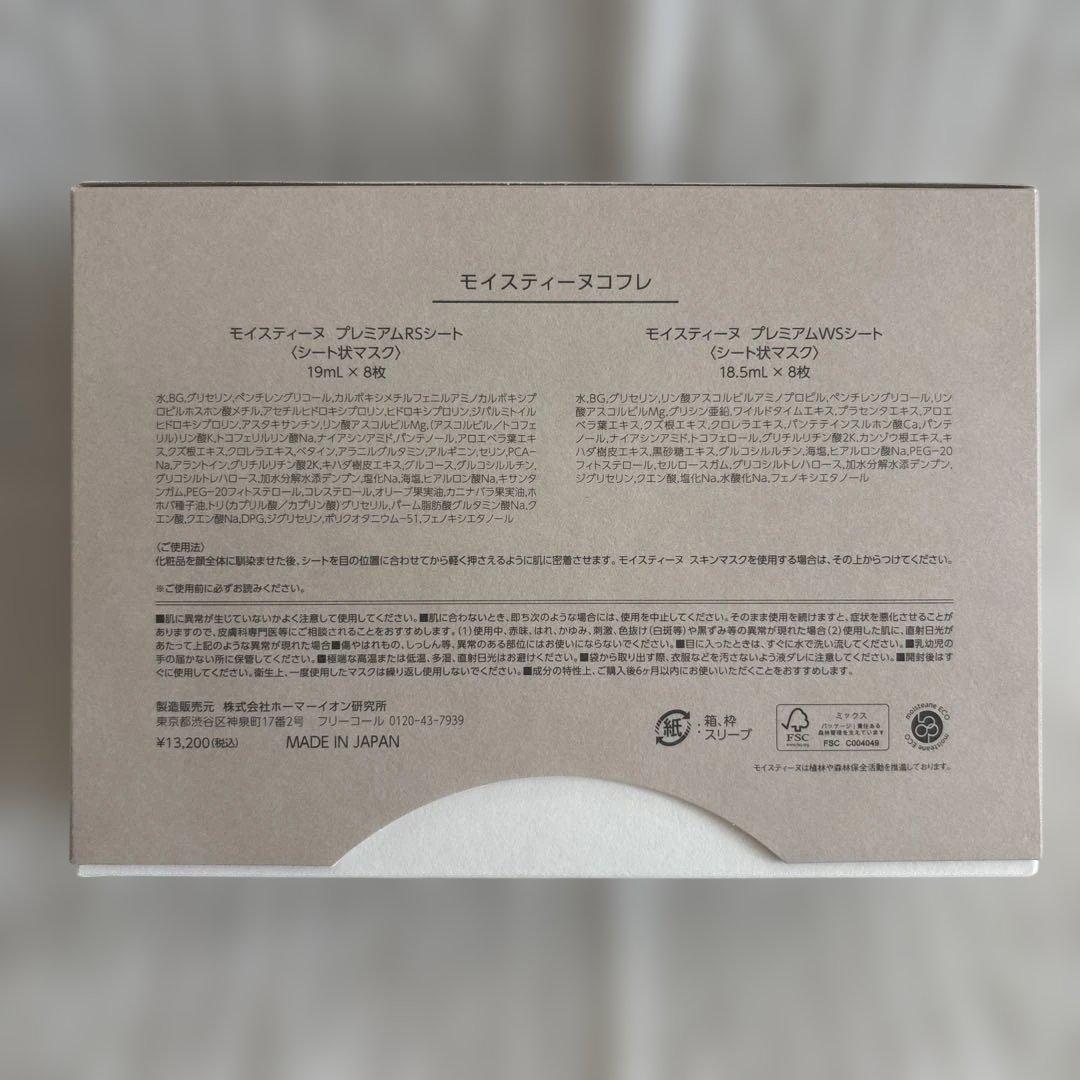 モイスティーヌコフレ
モイスティーヌ プレミアムRSシート
〈シート状マスク〉
19mL × 8枚
水,BG,グリセリン,ペンチレングリコール,カルボキシメチルフェニルアミノカルボキシプ
ロピルホスホン酸メチル,アセチルヒドロキシプロリン,ヒドロキシプロリン,ジパルミトイル
ヒドロキシプロリン,アスタキサンチン,リン酸アスコルビルMg,(アスコルビル/トコフェ
リル)リン酸K,トコフェリルリン酸Na,ナイアシンアミド,パンテノール,アロエベラ葉エキ
ス,クズ根エキス,クロレラエキス,ベタイン,アラニルグルタミン,アルギニン,セリン,PCA-
Na,アラントイン,グリチルリチン酸2K,キハダ樹皮エキス,グルコース,グルコシルルチン,
グリコシルトレハロース,加水分解水添デンプン,塩化Na,海塩,ヒアルロン酸Na,キサンタ
ンガム,PEG-20フィトステロール,コレステロール,オリーブ果実油,カニナバラ果実油,ホ
ホバ種子油,トリ(カプリル酸/カプリン酸)グリセリル,パーム脂肪酸グルタミン酸Na,ク
エン酸,クエン酸Na,DPG,ジグリセリン,ポリクオタニウム-51,フェノキシエタノール
モイスティーヌ プレミアムWSシート
〈シート状マスク〉
18.5mL × 8枚
水,BG,グリセリン,リン酸アスコルビルアミノプロピル,ペンチレングリコール,リン
酸アスコルビルMg,グリシン亜鉛,ワイルドタイムエキス,プラセンタエキス,アロエ
ベラ葉エキス,クズ根エキス,クロレラエキス,パンテテインスルホン酸Ca,パンテ
ノール,ナイアシンアミド,トコフェロール,グリチルリチン酸2K,カンゾウ根エキス,キ
ハダ樹皮エキス,黒砂糖エキス,グルコシルルチン,海塩,ヒアルロン酸Na,PEG-20
フィトステロール,セルロースガム,グリコシルトレハロース,加水分解水添デンプン,
ジグリセリン,クエン酸,塩化Na,水酸化Na,フェノキシエタノール
〈ご使用法〉
化粧品を顔全体に馴染ませた後、シートを目の位置に合わせてから軽く押さえるように肌に密着させます。モイスティーヌ スキンマスクを使用する場合は、その上からつけてください。
※ご使用前に必ずお読みください。
■肌に異常が生じていないかよく注意して使用してください。■肌に合わないとき、即ち次のような場合には、使用を中止してください。そのまま使用を続けますと、症状を悪化させることが
ありますので、皮膚科専門医等にご相談されることをおすすめします。(1)使用中、赤味、はれ、かゆみ、刺激、色抜け(白斑等)や黒ずみ等の異常が現れた場合(2)使用した肌に、直射日光が
あたって上記のような異常が現れた場合■傷やはれもの、しっしん等、異常のある部位にはお使いにならないでください。■目に入ったときは、すぐに水で洗い流してください。■乳幼児の
手の届かない所に保管してください。■極端な高温または低温、多湿、直射日光はお避けください。■袋から取り出す際、衣服などを汚さないよう液ダレに注意してください。■開封後はす
ぐに使用してください。衛生上、一度使用したマスクは繰り返し使用しないでください。■成分の特性上、ご購入後6ヶ月以内にお使いいただくことをおすすめします。
製造販売元 株式会社ホーマーイオン研究所
東京都渋谷区神泉町17番2号 フリーコール 0120-43-7939
¥13,200(税込) MADE IN JAPAN
紙
:箱、枠
スリーブ
FSC
www.fsc.org
ミックス
パッケージ|責任ある
森林管理を支えています
FSC C004049
moisteane ECO
moisteane ECO
モイスティーヌは植林や森林保全活動を推進しております。